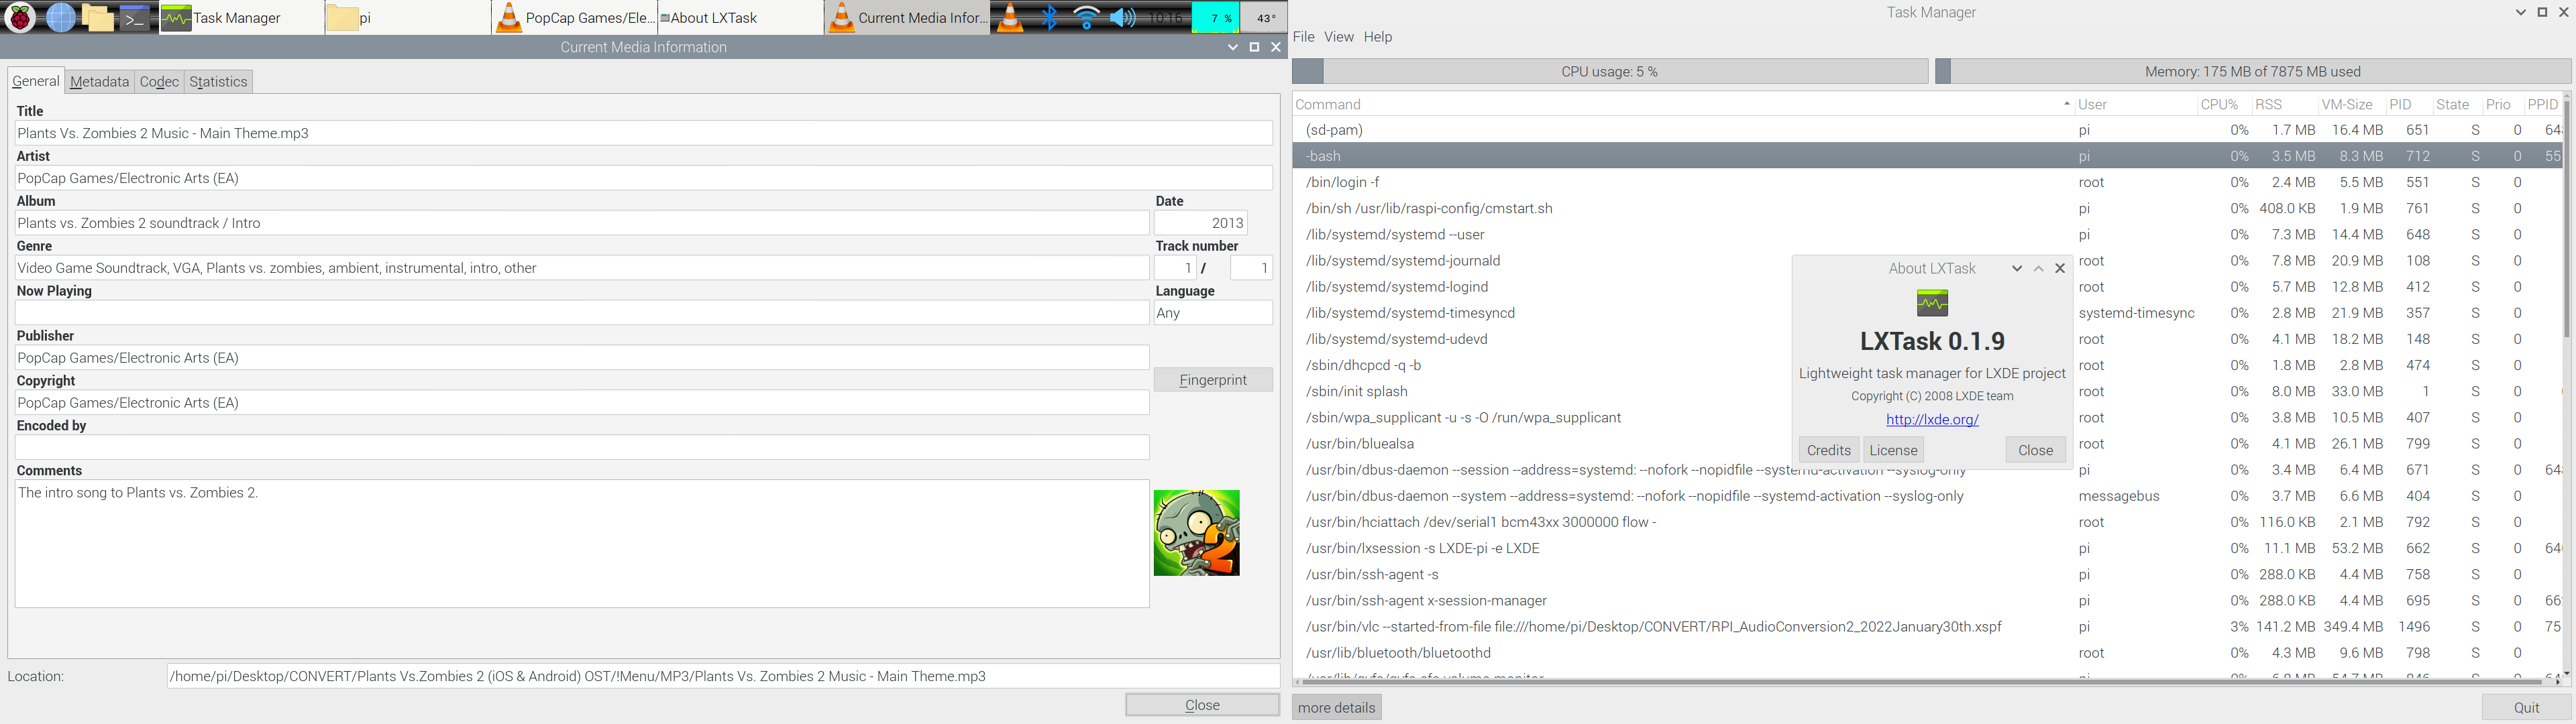 Task Manager
pi
PopCap Games/Ele...
About LXTask
Current Media Infor...
10:16
7 %
43°
Current Media Information
General Metadata Codec Statistics
Title
Plants Vs. Zombies 2 Music - Main Theme.mp3
Artist
PopCap Games/Electronic Arts (EA)
Album
Date
Plants vs. Zombies 2 soundtrack / Intro
2013
Genre
Track number
Video Game Soundtrack, VGA, Plants vs. zombies, ambient, instrumental, intro, other
1 / 1
Now Playing
Language
Any
Publisher
PopCap Games/Electronic Arts (EA)
Fingerprint
Copyright
PopCap Games/Electronic Arts (EA)
Encoded by
Comments
The intro song to Plants vs. Zombies 2.
2
Location: /home/pi/Desktop/CONVERT/Plants Vs.Zombies 2 (iOS & Android) OST/!Menu/MP3/Plants Vs. Zombies 2 Music - Main Theme.mp3
Close
Task Manager
File View Help
CPU usage: 5 %
Memory: 175 MB of 7875 MB used
Command User CPU% RSS VM-Size PID State Prio PPID
(sd-pam) pi 0% 1.7 MB 16.4 MB 651 S 0 64
-bash pi 0% 3.5 MB 8.3 MB 712 S 0 55
/bin/login -f root 0% 2.4 MB 5.5 MB 551 S 0
/bin/sh /usr/lib/raspi-config/cmstart.sh pi 0% 408.0 KB 1.9 MB 761 S 0
/lib/systemd/systemd --user pi 0% 7.3 MB 14.4 MB 648 S 0
/lib/systemd/systemd-journald root 0% 7.8 MB 20.9 MB 108 S 0
/lib/systemd/systemd-logind root 0% 5.7 MB 12.8 MB 412 S 0
/lib/systemd/systemd-timesyncd systemd-timesync 0% 2.8 MB 21.9 MB 357 S 0
/lib/systemd/systemd-udevd root 0% 4.1 MB 18.2 MB 148 S 0
/sbin/dhcpcd -q -b root 0% 1.8 MB 2.8 MB 474 S 0
/sbin/init splash root 0% 8.0 MB 33.0 MB 1 S 0
/sbin/wpa_supplicant -u -s -O /run/wpa_supplicant root 0% 3.8 MB 10.5 MB 407 S 0
/usr/bin/bluealsa root 0% 4.1 MB 26.1 MB 799 S 0
/usr/bin/dbus-daemon --session --address=systemd: --nofork --nopidfile --systemd-activation --syslog-only pi 0% 3.4 MB 6.4 MB 671 S 0 64
/usr/bin/dbus-daemon --system --address=systemd: --nofork --nopidfile --systemd-activation --syslog-only messagebus 0% 3.7 MB 6.6 MB 404 S 0
/usr/bin/hciattach /dev/serial1 bcm43xx 3000000 flow - root 0% 116.0 KB 2.1 MB 792 S 0
/usr/bin/lxsession -s LXDE-pi -e LXDE pi 0% 11.1 MB 53.2 MB 662 S 0 64
/usr/bin/ssh-agent -s pi 0% 288.0 KB 4.4 MB 758 S 0
/usr/bin/ssh-agent x-session-manager pi 0% 288.0 KB 4.4 MB 695 S 0 66
/usr/bin/vlc --started-from-file file:///home/pi/Desktop/CONVERT/RPI_AudioConversion2_2022January30th.xspf pi 3% 141.2 MB 349.4 MB 1496 S 0 75
/usr/lib/bluetooth/bluetoothd root 0% 4.3 MB 9.6 MB 798 S 0
more details
Quit
About LXTask
LXTask 0.1.9
Lightweight task manager for LXDE project
Copyright (C) 2008 LXDE team
http://lxde.org/
Credits License Close